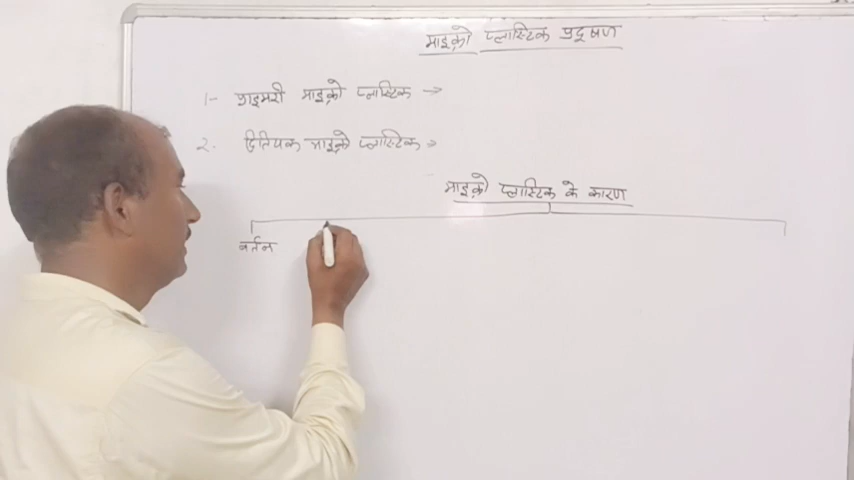 माइक्रो प्लास्टिक प्रदूषण
1- प्राइमरी माइक्रो प्लास्टिक →
2. द्वितियक माइक्रो प्लास्टिक →
माइक्रो प्लास्टिक के कारण
बर्तन